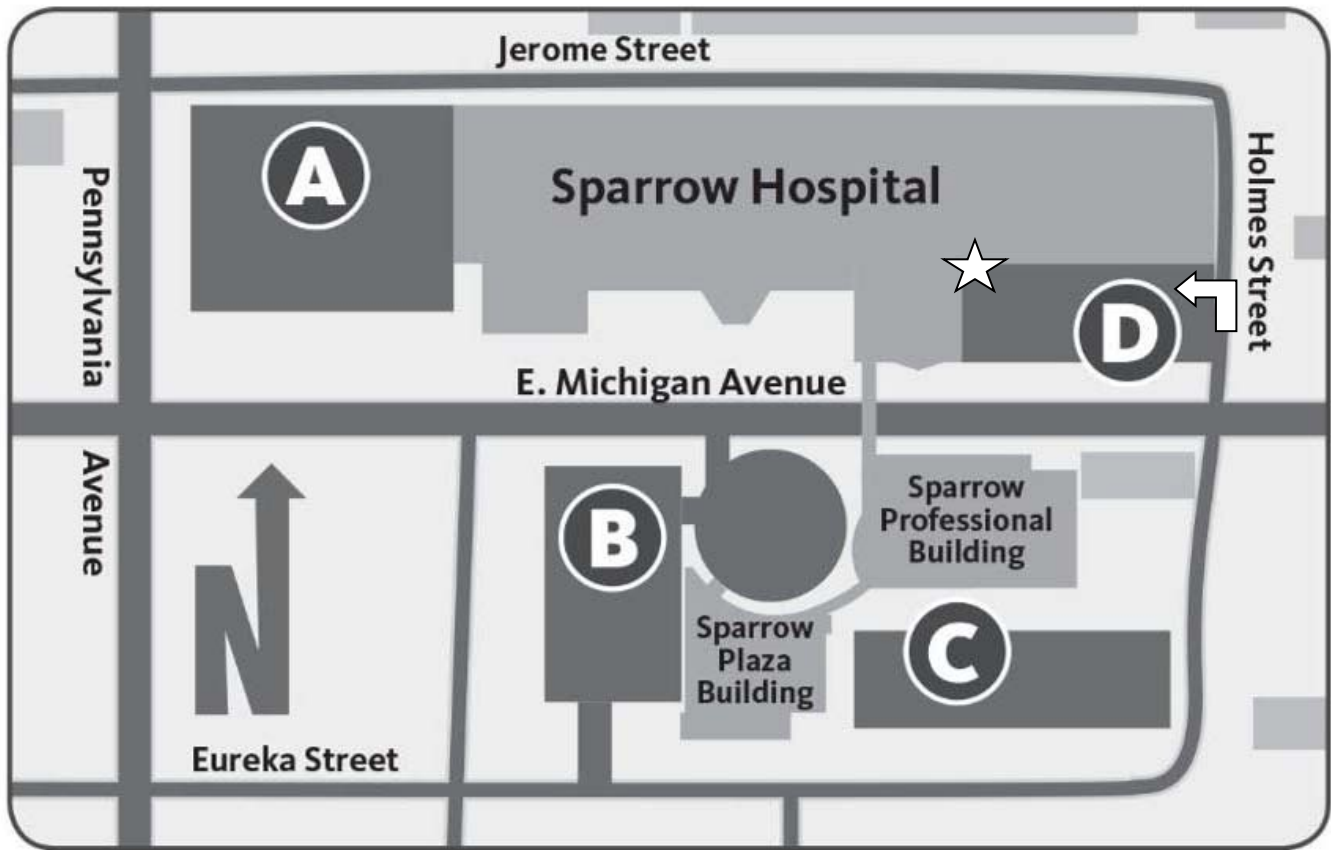 Jerome Street
A
Sparrow Hospital
Pennsylvania
Avenue
Holmes Street
D
E. Michigan Avenue
B
Sparrow
Professional
Building
N
Sparrow
Plaza
Building
C
Eureka Street